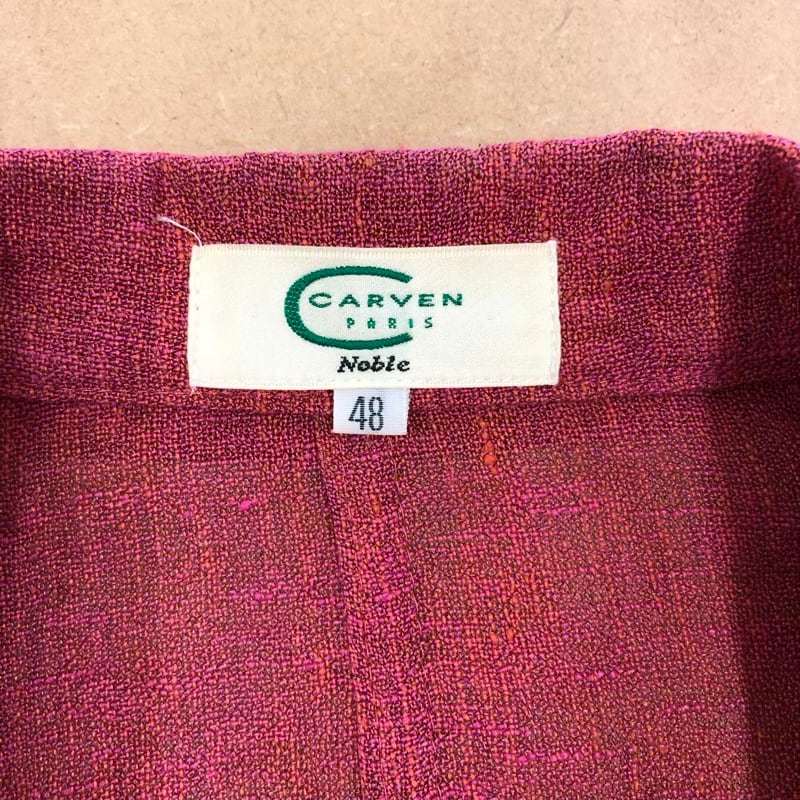 CARVEN
PARIS
Noble
48